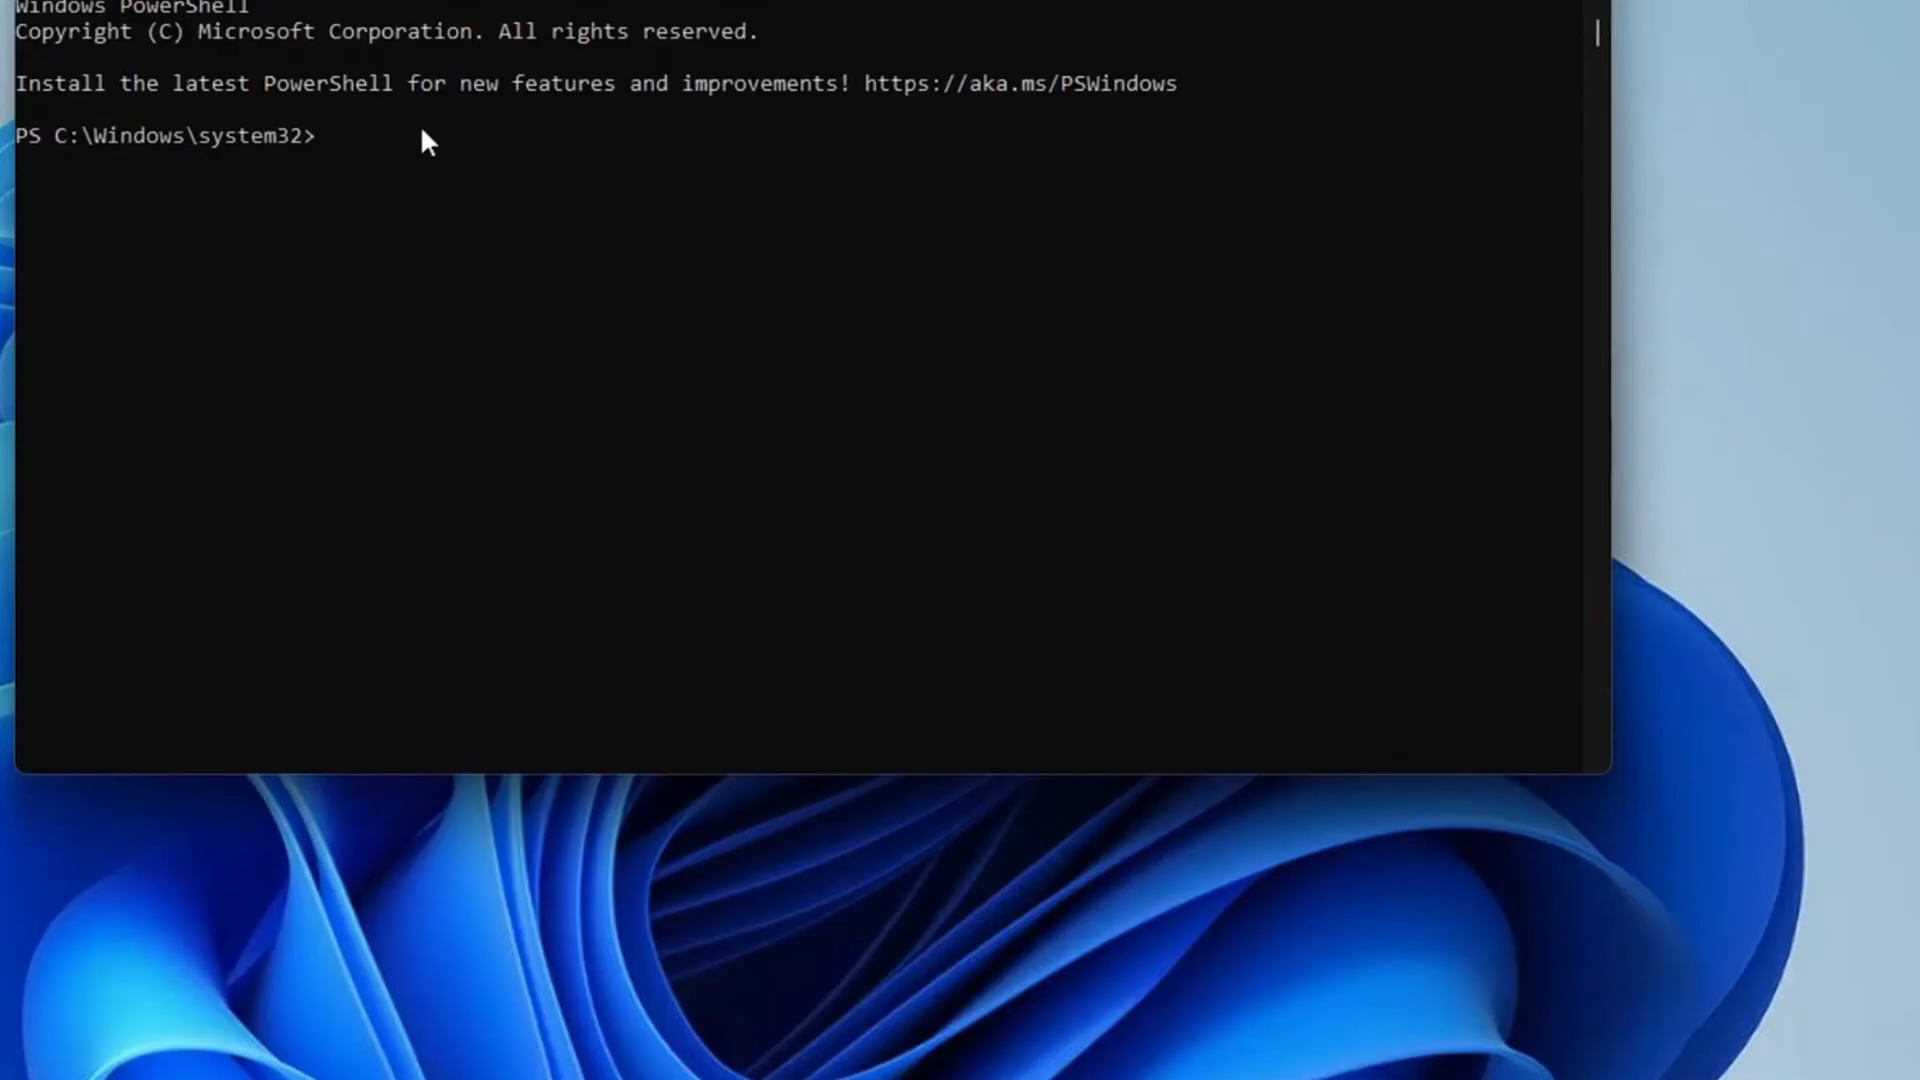 Windows PowerShell
Copyright (C) Microsoft Corporation. All rights reserved.
Install the latest PowerShell for new features and improvements! https://aka.ms/PSWindows
PS C:\Windows\system32>